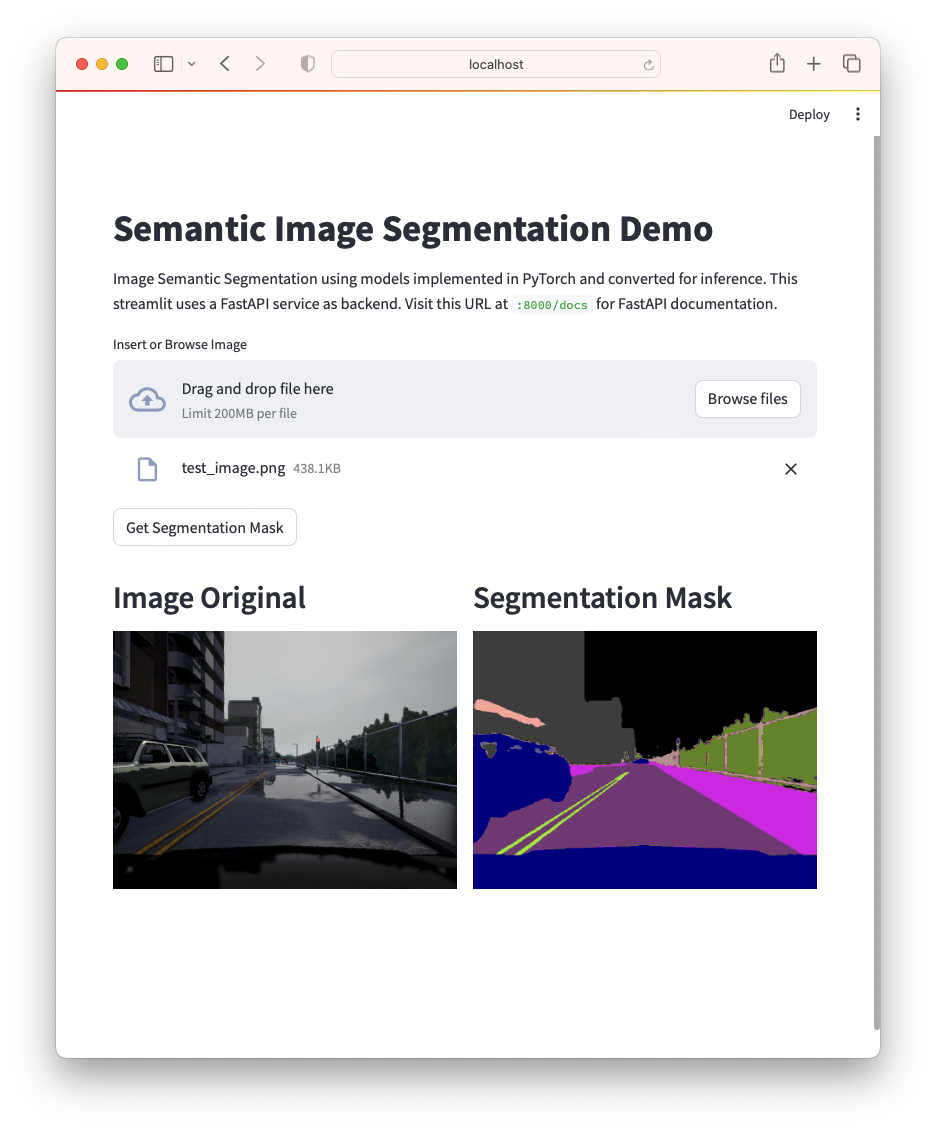 localhost
Deploy
Semantic Image Segmentation Demo
Image Semantic Segmentation using models implemented in PyTorch and converted for inference. This
streamlit uses a FastAPI service as backend. Visit this URL at :8000/docs for FastAPI documentation.
Insert or Browse Image
Drag and drop file here
Limit 200MB per file
Browse files
test_image.png 438.1KB
Get Segmentation Mask
Image Original
Segmentation Mask